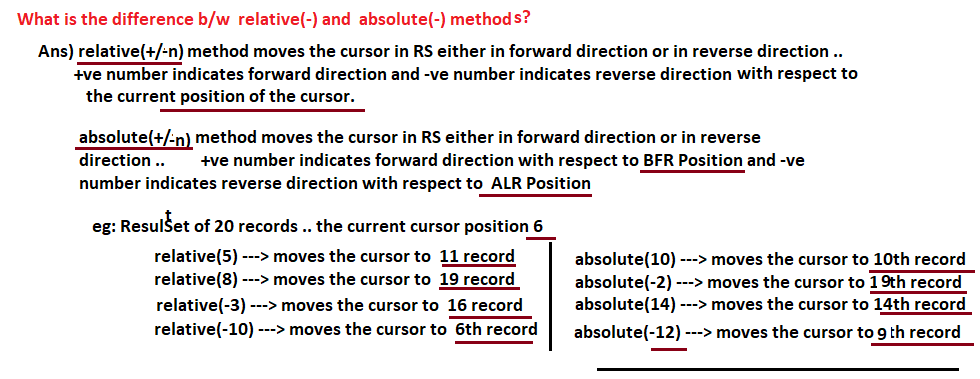 What is the difference b/w relative(-) and absolute(-) methods?
Ans) relative(+/-n) method moves the cursor in RS either in forward direction or in reverse direction ..
+ve number indicates forward direction and -ve number indicates reverse direction with respect to
the current position of the cursor.
absolute(+/-n) method moves the cursor in RS either in forward direction or in reverse
direction .. +ve number indicates forward direction with respect to BFR Position and -ve
number indicates reverse direction with respect to ALR Position
eg: ResultSet of 20 records .. the current cursor position 6
relative(5) ---> moves the cursor to 11 record
relative(8) ---> moves the cursor to 19 record
relative(-3) ---> moves the cursor to 16 record
relative(-10) ---> moves the cursor to 6th record
absolute(10) ---> moves the cursor to 10th record
absolute(-2) ---> moves the cursor to 19th record
absolute(14) ---> moves the cursor to 14th record
absolute(-12) ---> moves the cursor to 9 th record